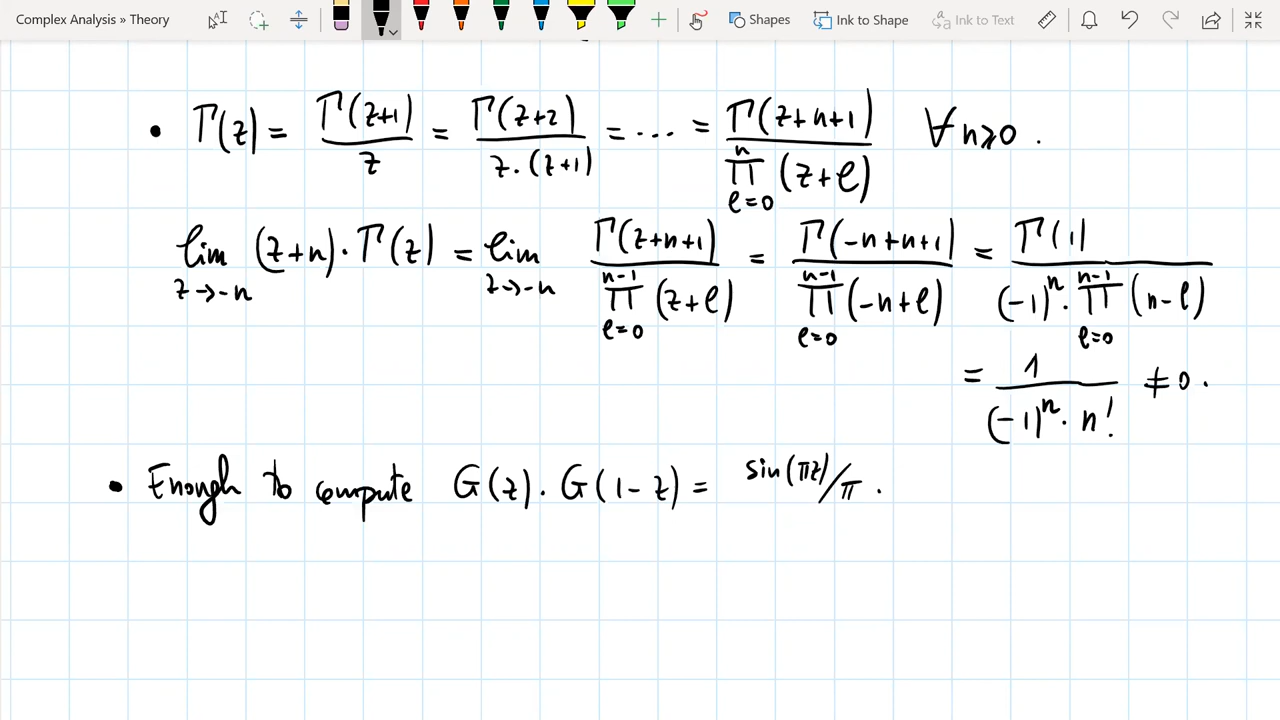 Complex Analysis » Theory
Shapes
Ink to Shape
Ink to Text
• Γ(z) = Γ(z+1)/z = Γ(z+2)/(z·(z+1)) = ··· = Γ(z+n+1)/∏_{ℓ=0}^{n}(z+ℓ) ∀n≥0.
lim_{z→-n} (z+n)·Γ(z) = lim_{z→-n} Γ(z+n+1)/∏_{ℓ=0}^{n-1}(z+ℓ) = Γ(-n+n+1)/∏_{ℓ=0}^{n-1}(-n+ℓ) = Γ(1)/((-1)^n·∏_{ℓ=0}^{n-1}(n-ℓ))
= 1/((-1)^n·n!) ≠0.
• Enough to compute G(z)·G(1-z) = sin(πz)/π.